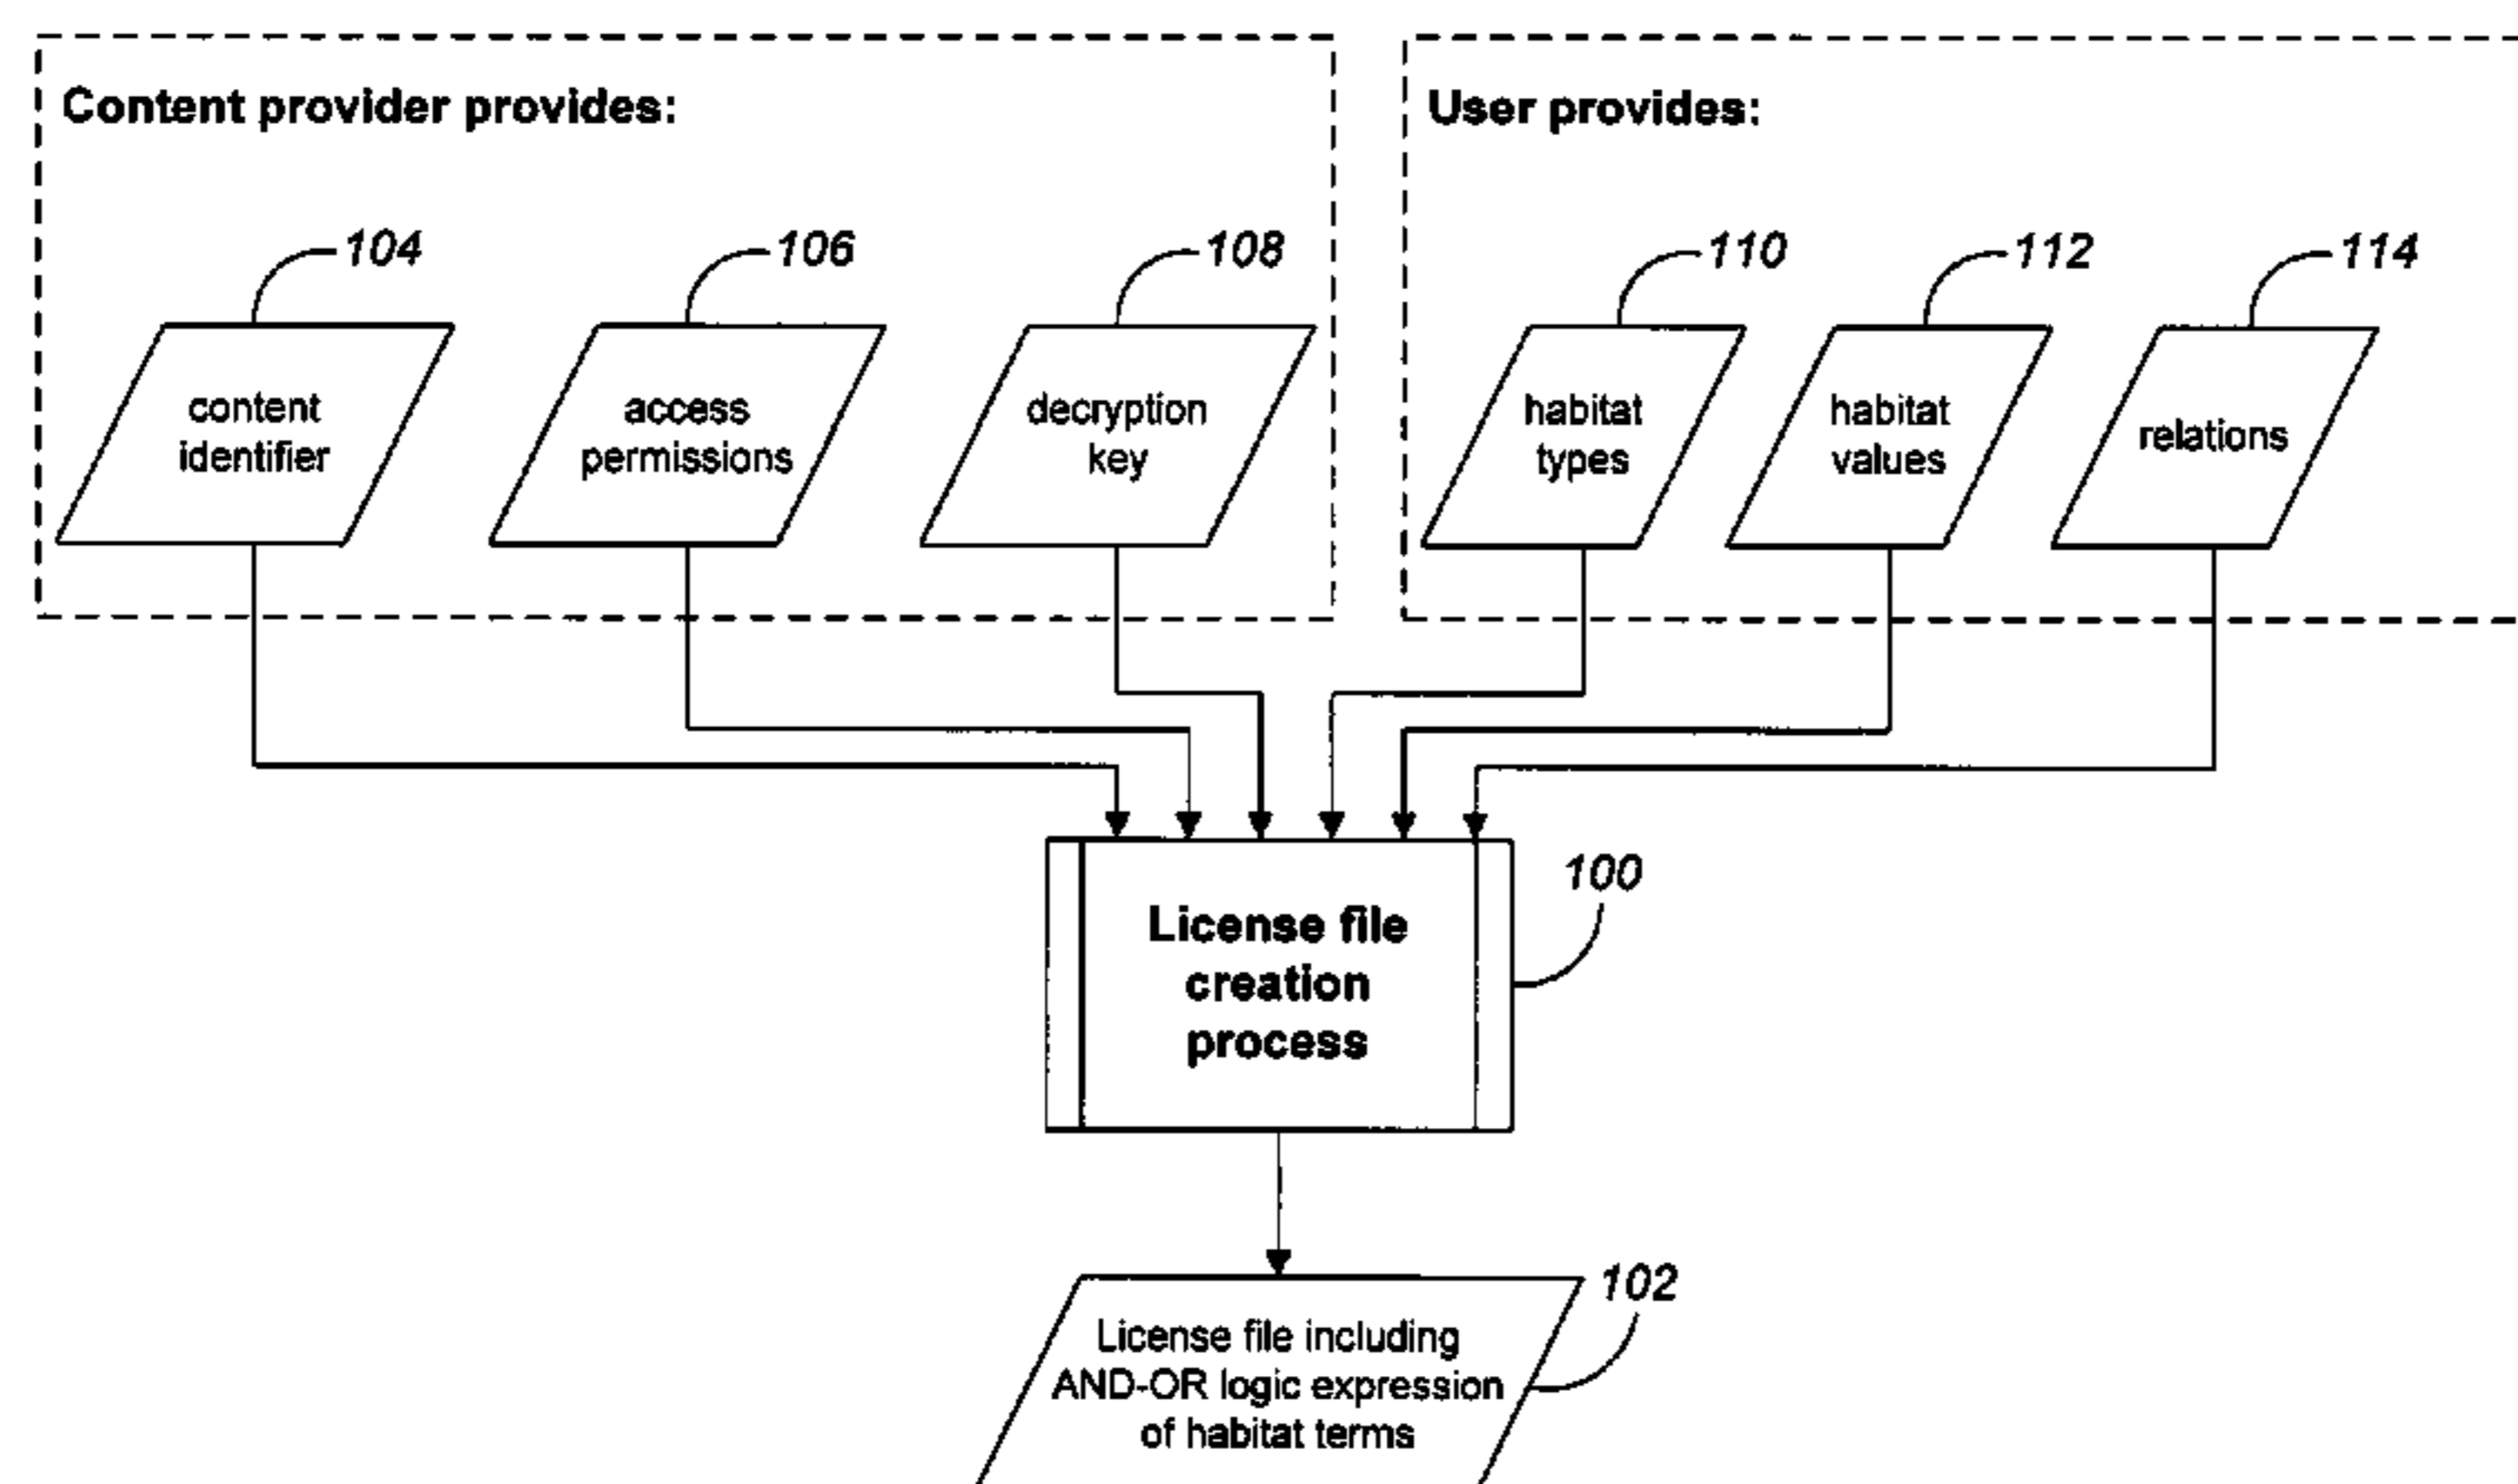 Content provider provides:
User provides:
104
106
108
110
112
114
content
identifier
access
permissions
decryption
key
habitat
types
habitat
values
relations
100
License file
creation
process
102
License file including
AND-OR logic expression
of habitat terms